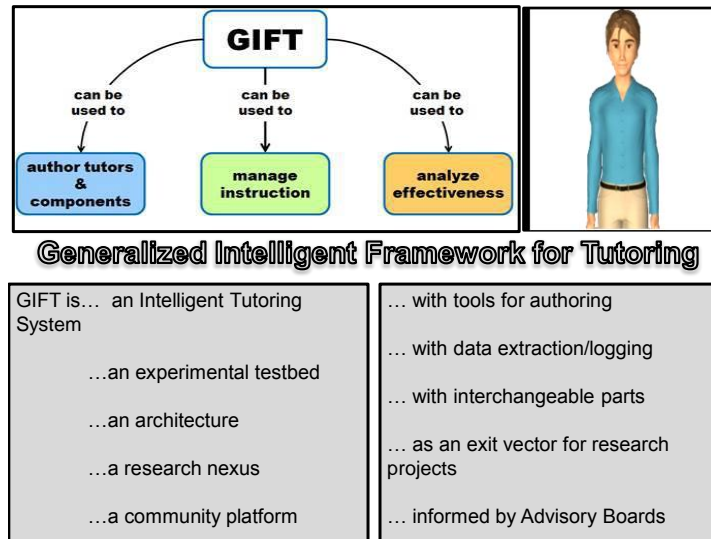 GIFT
can be
used to
can be
used to
can be
used to
author tutors
&
components
manage
instruction
analyze
effectiveness
Generalized Intelligent Framework for Tutoring
GIFT is… an Intelligent Tutoring
System
…an experimental testbed
…an architecture
…a research nexus
…a community platform
… with tools for authoring
… with data extraction/logging
… with interchangeable parts
… as an exit vector for research
projects
… informed by Advisory Boards